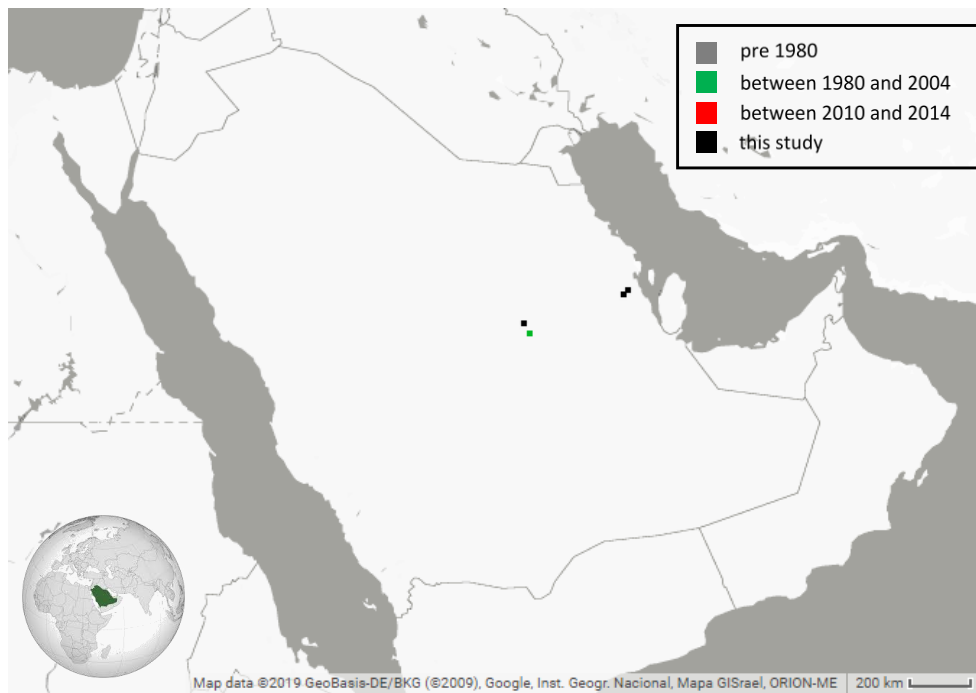 pre 1980
between 1980 and 2004
between 2010 and 2014
this study
Map data ©2019 GeoBasis-DE/BKG (©2009), Google, Inst. Geogr. Nacional, Mapa GISrael, ORION-ME
200 km